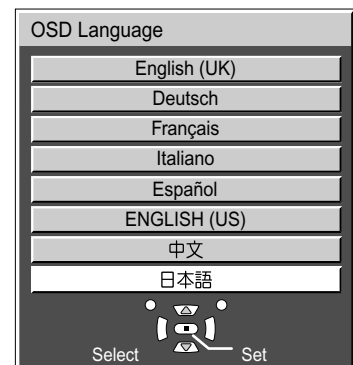 OSD Language
English (UK)
Deutsch
Français
Italiano
Español
ENGLISH (US)
中文
日本語
Select Set